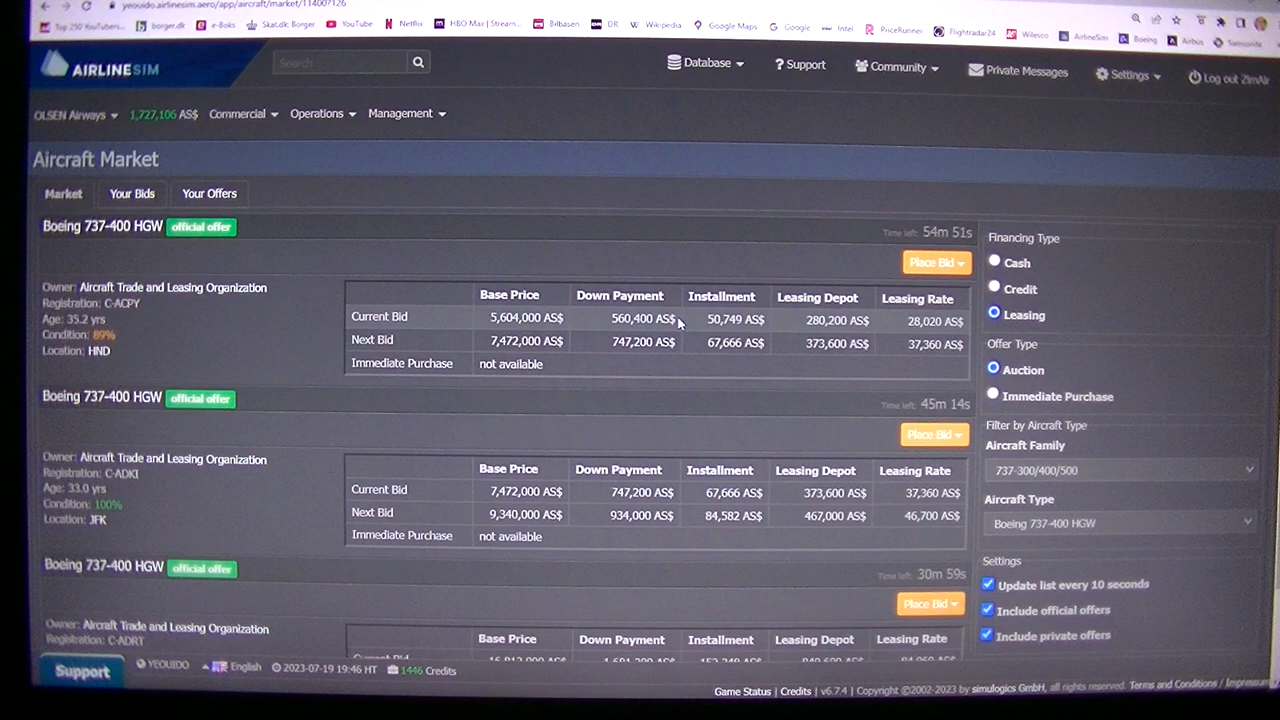 yeouido.airlinesim.aero/app/aircraft/market/11400?126
Top 250 YouTubers... borger.dk e-Boks Skat.dk: Borger YouTube Netflix HBO Max | Stream... Bilbasen DR Wikipedia Google Maps Google Intel PriceRunner Flightradar24 Wilesco AirlineSim Boeing Airbus Samsonite
AIRLINESIM Search Database ? Support Community Private Messages Settings Log out ZimAir
OLSEN Airways 1,727,106 AS$ Commercial Operations Management
Aircraft Market
Market Your Bids Your Offers
Boeing 737-400 HGW official offer Time left: 54m 51s
Place Bid
Owner: Aircraft Trade and Leasing Organization
Registration: C-ACPY
Age: 35.2 yrs
Condition: 89%
Location: HND
Base Price Down Payment Installment Leasing Depot Leasing Rate
Current Bid 5,604,000 AS$ 560,400 AS$ 50,749 AS$ 280,200 AS$ 28,020 AS$
Next Bid 7,472,000 AS$ 747,200 AS$ 67,666 AS$ 373,600 AS$ 37,360 AS$
Immediate Purchase not available
Boeing 737-400 HGW official offer Time left: 45m 14s
Place Bid
Owner: Aircraft Trade and Leasing Organization
Registration: C-ADKI
Age: 33.0 yrs
Condition: 100%
Location: JFK
Base Price Down Payment Installment Leasing Depot Leasing Rate
Current Bid 7,472,000 AS$ 747,200 AS$ 67,666 AS$ 373,600 AS$ 37,360 AS$
Next Bid 9,340,000 AS$ 934,000 AS$ 84,582 AS$ 467,000 AS$ 46,700 AS$
Immediate Purchase not available
Boeing 737-400 HGW official offer Time left: 30m 59s
Place Bid
Owner: Aircraft Trade and Leasing Organization
Registration: C-ADRT
Base Price Down Payment Installment Leasing Depot Leasing Rate
Financing Type
Cash
Credit
Leasing
Offer Type
Auction
Immediate Purchase
Filter by Aircraft Type
Aircraft Family
737-300/400/500
Aircraft Type
Boeing 737-400 HGW
Settings
Update list every 10 seconds
Include official offers
Include private offers
Support YEOUIDO English 2023-07-19 19:46 HT 1446 Credits
Game Status | Credits | v6.7.4 | Copyright ©2002-2023 by simulogics GmbH, all rights reserved. Terms and Conditions / Impressum